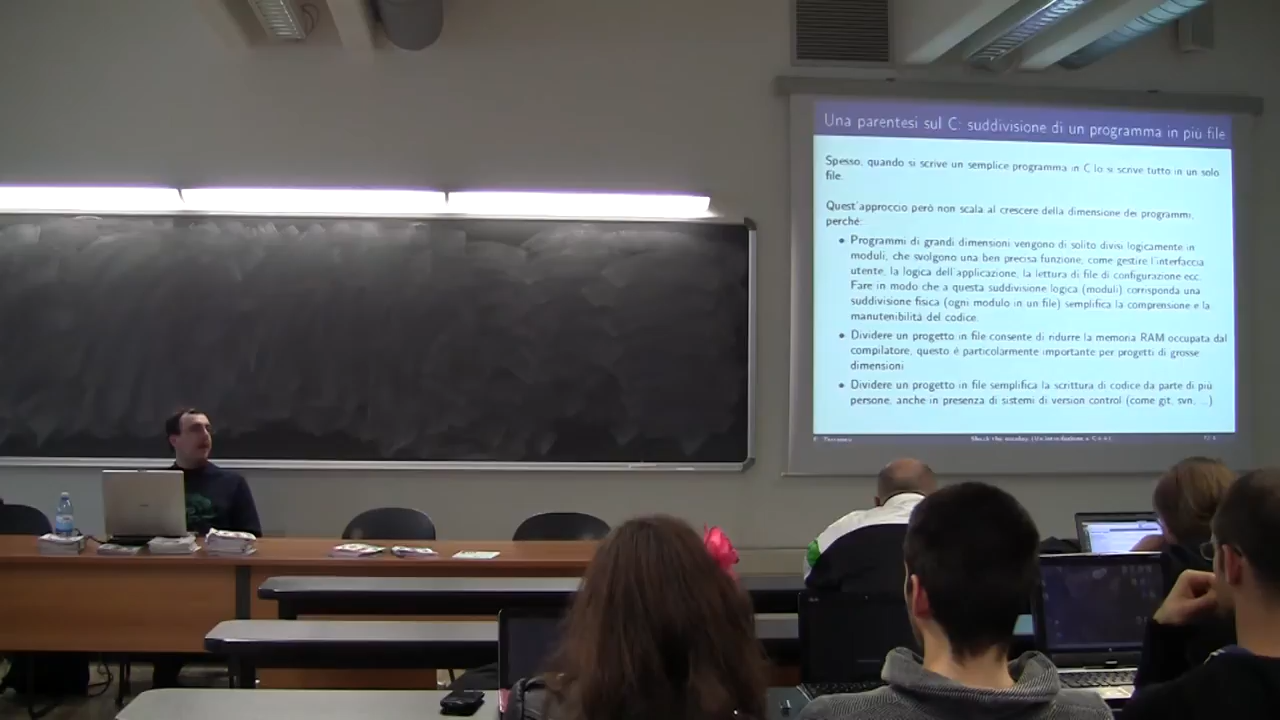 Una parentesi sul C: suddivisione di un programma in più file
Spesso, quando si scrive un semplice programma in C lo si scrive tutto in un solo
file.
Quest'approccio però non scala al crescere della dimensione dei programmi,
perché:
• Programmi di grandi dimensioni vengono di solito divisi logicamente in
moduli, che svolgono una ben precisa funzione, come gestire l'interfaccia
utente, la logica dell'applicazione, la lettura di file di configurazione ecc.
Fare in modo che a questa suddivisione logica (moduli) corrisponda una
suddivisione fisica (ogni modulo in un file) semplifica la comprensione e la
manutenibilità del codice.
• Dividere un progetto in file consente di ridurre la memoria RAM occupata dal
compilatore, questo è particolarmente importante per progetti di grosse
dimensioni
• Dividere un progetto in file semplifica la scrittura di codice da parte di più
persone, anche in presenza di sistemi di version control (come git, svn, ...)